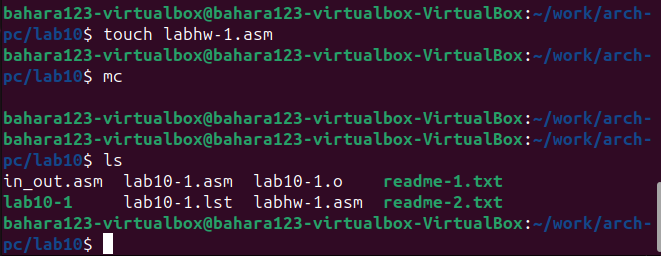 bahara123-virtualbox@bahara123-virtualbox-VirtualBox:~/work/arch-
pc/lab10$ touch labhw-1.asm
bahara123-virtualbox@bahara123-virtualbox-VirtualBox:~/work/arch-
pc/lab10$ mc
bahara123-virtualbox@bahara123-virtualbox-VirtualBox:~/work/arch-
bahara123-virtualbox@bahara123-virtualbox-VirtualBox:~/work/arch-
pc/lab10$ ls
in_out.asm lab10-1.asm lab10-1.o readme-1.txt
lab10-1 lab10-1.lst labhw-1.asm readme-2.txt
bahara123-virtualbox@bahara123-virtualbox-VirtualBox:~/work/arch-
pc/lab10$